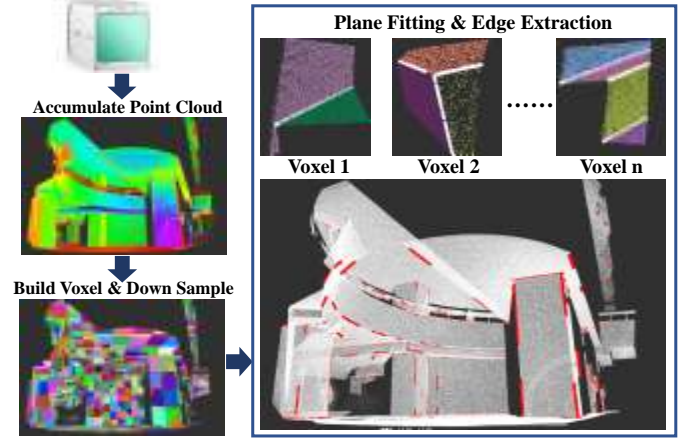 Plane Fitting & Edge Extraction
Accumulate Point Cloud
Voxel 1
Voxel 2
......
Voxel n
Build Voxel & Down Sample